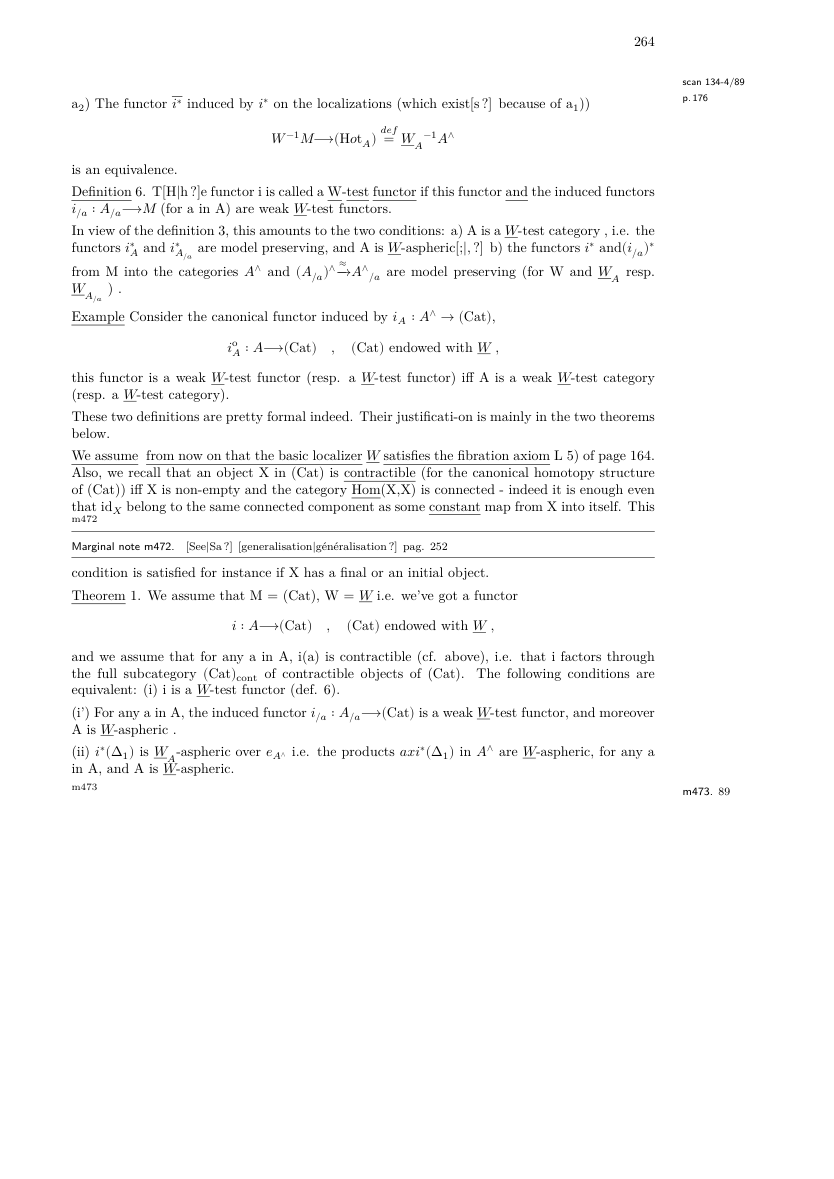 264
scan 134-4/89
p. 176
a₂) The functor i̅*̅ induced by i* on the localizations (which exist[s ?] because of a₁))
W⁻¹M⟶(Hot_A) def= W_A⁻¹A^∧
is an equivalence.
Definition 6. T[H|h ?]e functor i is called a W-test functor if this functor and the induced functors
i_/a : A_/a⟶M (for a in A) are weak W-test functors.
In view of the definition 3, this amounts to the two conditions: a) A is a W-test category , i.e. the
functors i*_A and i*_{A_/a} are model preserving, and A is W-aspheric[;|, ?] b) the functors i* and(i_/a)*
from M into the categories A^∧ and (A_/a)^∧ ≈→A^∧_/a are model preserving (for W and W_A resp.
W_{A_/a} ) .
Example Consider the canonical functor induced by i_A : A^∧ → (Cat),
i°_A : A⟶(Cat) , (Cat) endowed with W ,
this functor is a weak W-test functor (resp. a W-test functor) iff A is a weak W-test category
(resp. a W-test category).
These two definitions are pretty formal indeed. Their justificati-on is mainly in the two theorems
below.
We assume from now on that the basic localizer W satisfies the fibration axiom L 5) of page 164.
Also, we recall that an object X in (Cat) is contractible (for the canonical homotopy structure
of (Cat)) iff X is non-empty and the category Hom(X,X) is connected - indeed it is enough even
that id_X belong to the same connected component as some constant map from X into itself. This
m472
Marginal note m472. [See|Sa ?] [generalisation|généralisation ?] pag. 252
condition is satisfied for instance if X has a final or an initial object.
Theorem 1. We assume that M = (Cat), W = W i.e. we've got a functor
i : A⟶(Cat) , (Cat) endowed with W ,
and we assume that for any a in A, i(a) is contractible (cf. above), i.e. that i factors through
the full subcategory (Cat)_cont of contractible objects of (Cat). The following conditions are
equivalent: (i) i is a W-test functor (def. 6).
(i') For any a in A, the induced functor i_/a : A_/a⟶(Cat) is a weak W-test functor, and moreover
A is W-aspheric .
(ii) i*(Δ₁) is W_A-aspheric over e_{A^∧} i.e. the products axi*(Δ₁) in A^∧ are W-aspheric, for any a
in A, and A is W-aspheric.
m473
m473. 89